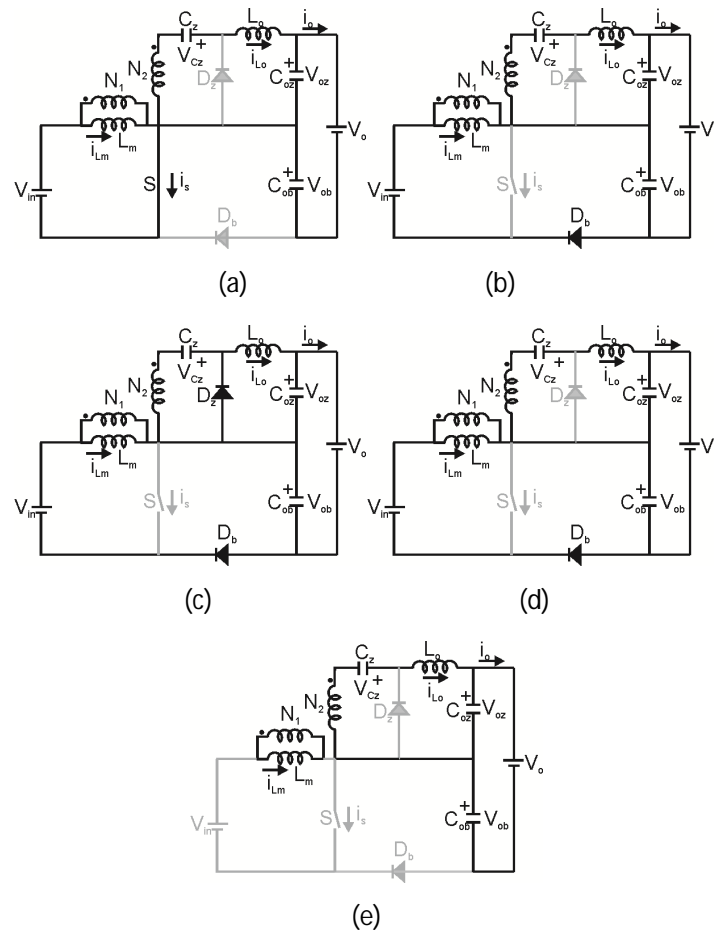 C_z L_o i_o
V_Cz + i_Lo +
N_2 D_z C_oz V_oz
N_1 V_o
i_Lm L_m +
V_in S i_s C_ob V_ob
D_b
(a)
C_z L_o i_o
V_Cz + i_Lo +
N_2 D_z C_oz V_oz
N_1 V
i_Lm L_m +
V_in S i_s C_ob V_ob
D_b
(b)
C_z L_o i_o
V_Cz + i_Lo +
N_2 D_z C_oz V_oz
N_1 V_o
i_Lm L_m +
V_in S i_s C_ob V_ob
D_b
(c)
C_z L_o i_o
V_Cz + i_Lo +
N_2 D_z C_oz V_oz
N_1 V
i_Lm L_m +
V_in S i_s C_ob V_ob
D_b
(d)
C_z L_o i_o
V_Cz + i_Lo +
N_2 D_z C_oz V_oz
N_1 V_o
i_Lm L_m +
V_in S i_s C_ob V_ob
D_b
(e)